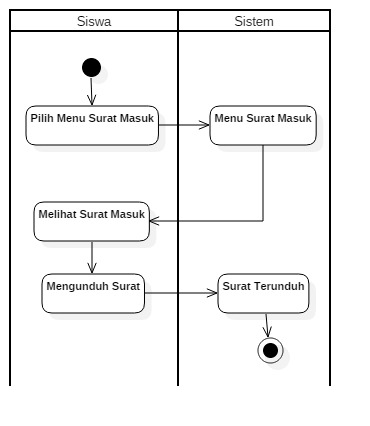 Siswa
Sistem
Pilih Menu Surat Masuk
Menu Surat Masuk
Melihat Surat Masuk
Mengunduh Surat
Surat Terunduh